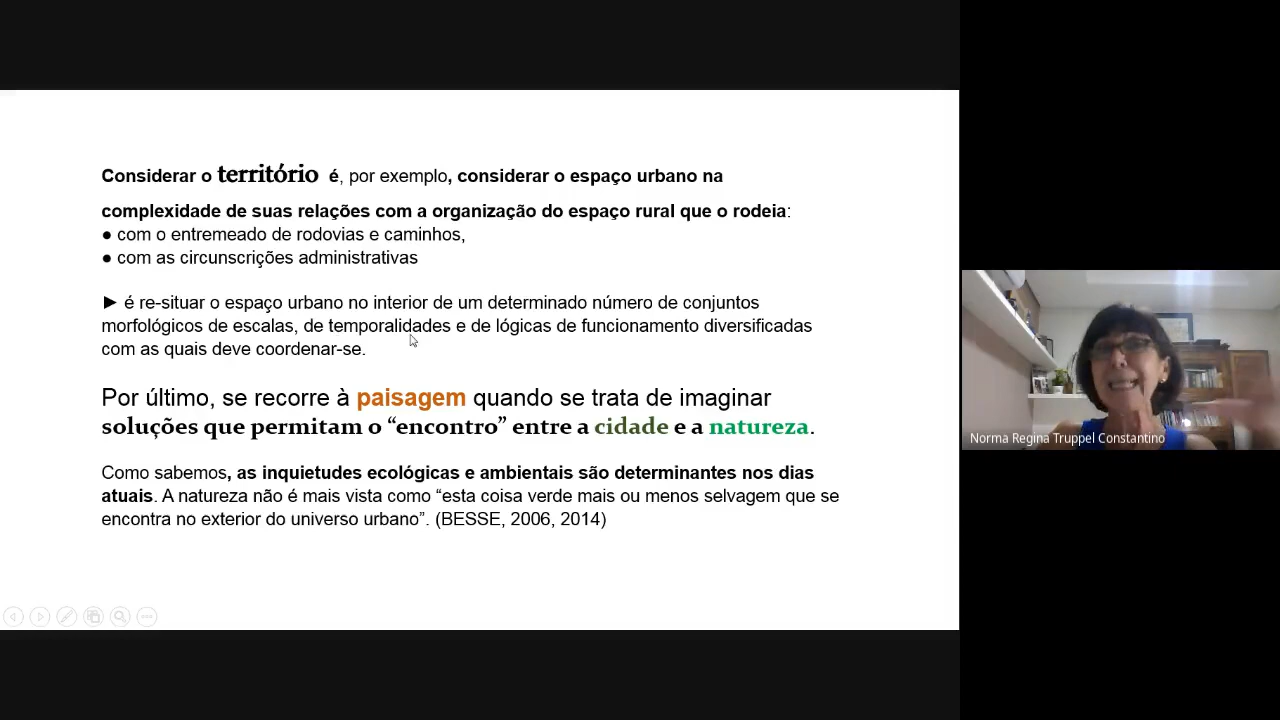 Considerar o território é, por exemplo, considerar o espaço urbano na
complexidade de suas relações com a organização do espaço rural que o rodeia:
● com o entremeado de rodovias e caminhos,
● com as circunscrições administrativas
► é re-situar o espaço urbano no interior de um determinado número de conjuntos
morfológicos de escalas, de temporalidades e de lógicas de funcionamento diversificadas
com as quais deve coordenar-se.
Por último, se recorre à paisagem quando se trata de imaginar
soluções que permitam o “encontro” entre a cidade e a natureza.
Como sabemos, as inquietudes ecológicas e ambientais são determinantes nos dias
atuais. A natureza não é mais vista como “esta coisa verde mais ou menos selvagem que se
encontra no exterior do universo urbano”. (BESSE, 2006, 2014)
Norma Regina Truppel Constantino